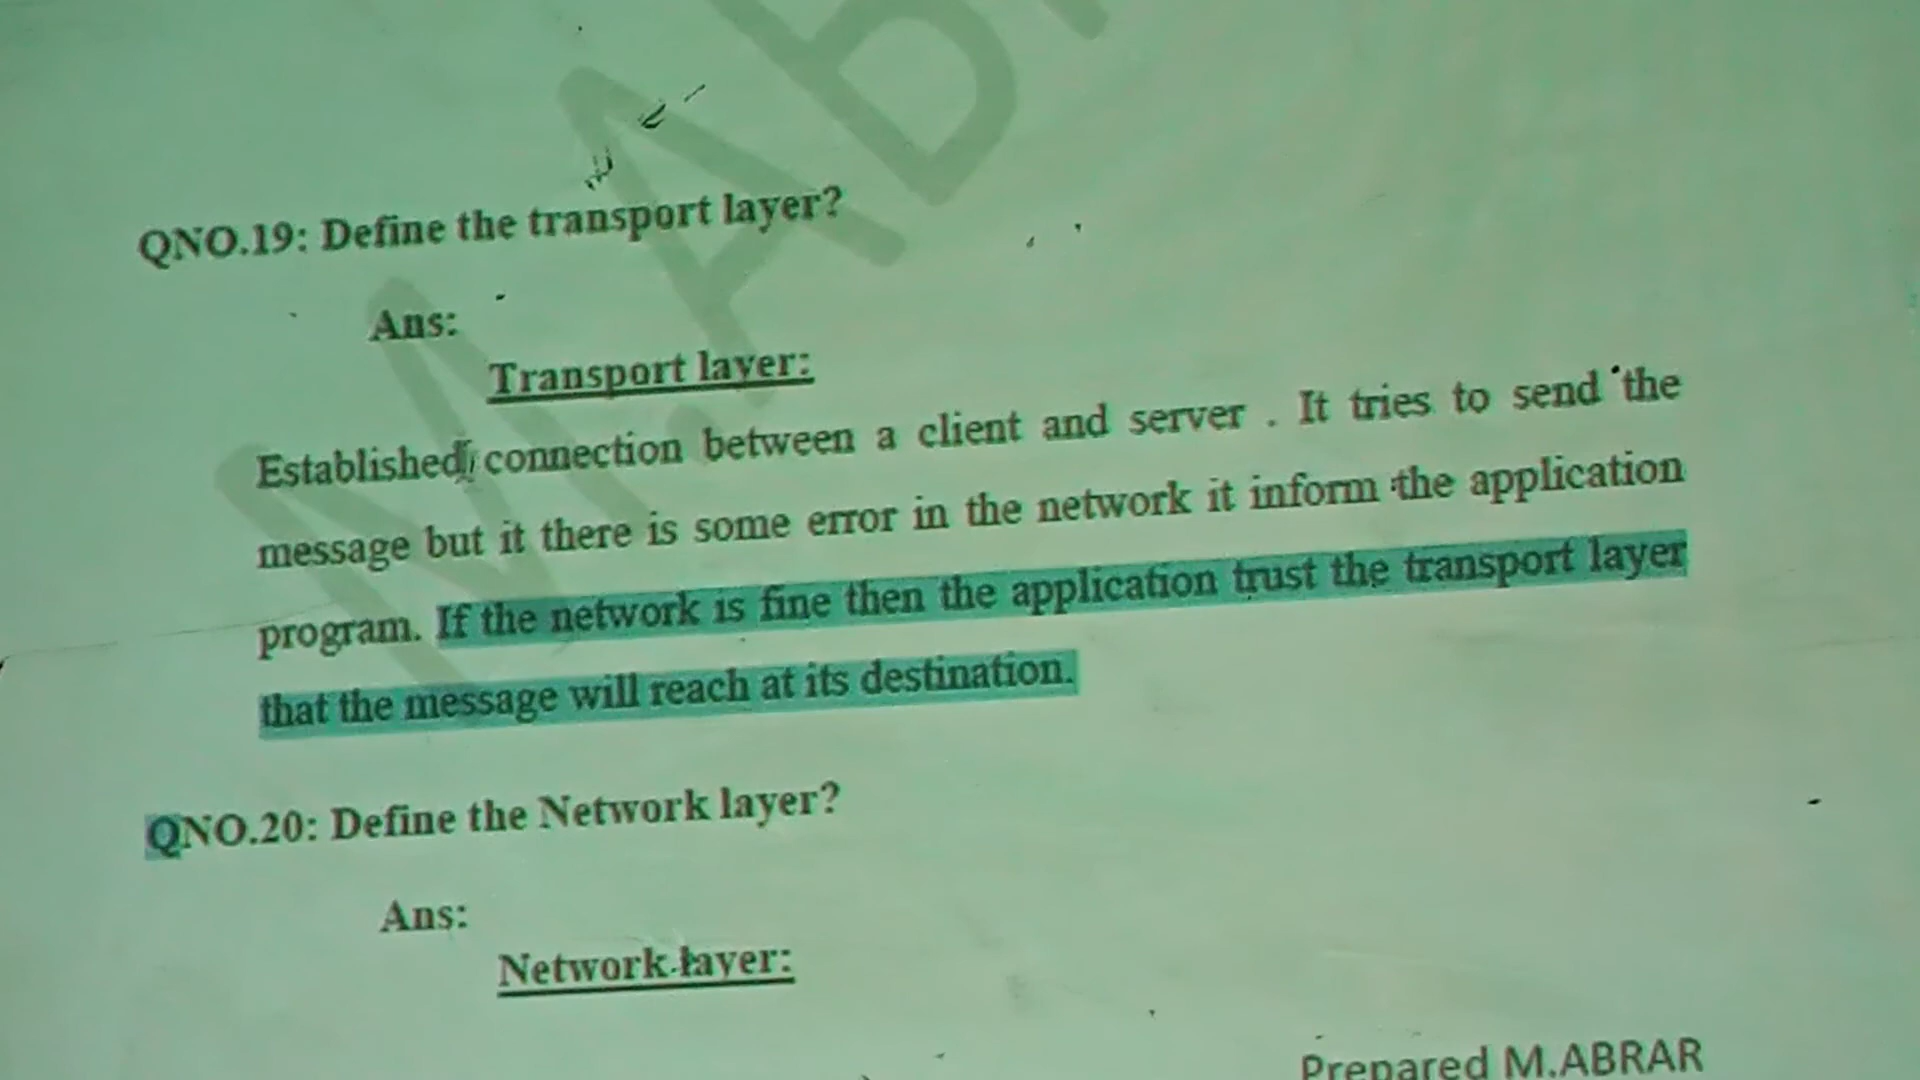 QNO.19: Define the transport layer?
Ans:
Transport layer:
Established connection between a client and server . It tries to send the
message but it there is some error in the network it inform the application
program. If the network is fine then the application trust the transport layer
that the message will reach at its destination.
QNO.20: Define the Network layer?
Ans:
Network layer:
Prepared M.ABRAR